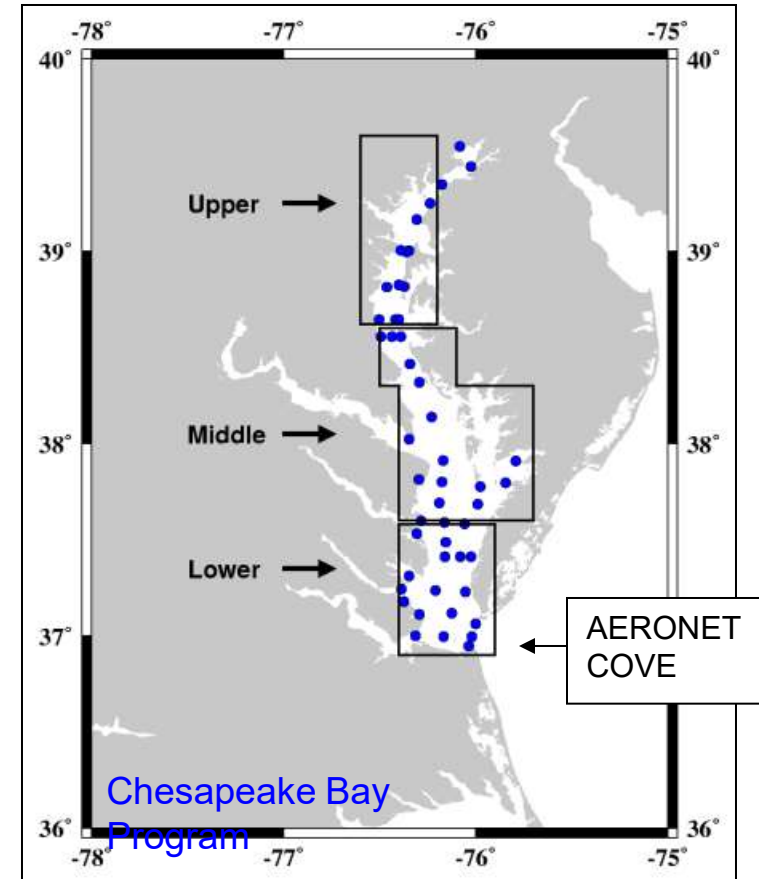 -78° -77° -76° -75°
40° 40°
Upper
39° 39°
Middle
38° 38°
Lower
37° 37°
AERONET
COVE
Chesapeake Bay
Program
36° 36°
-78° -77° -76° -75°